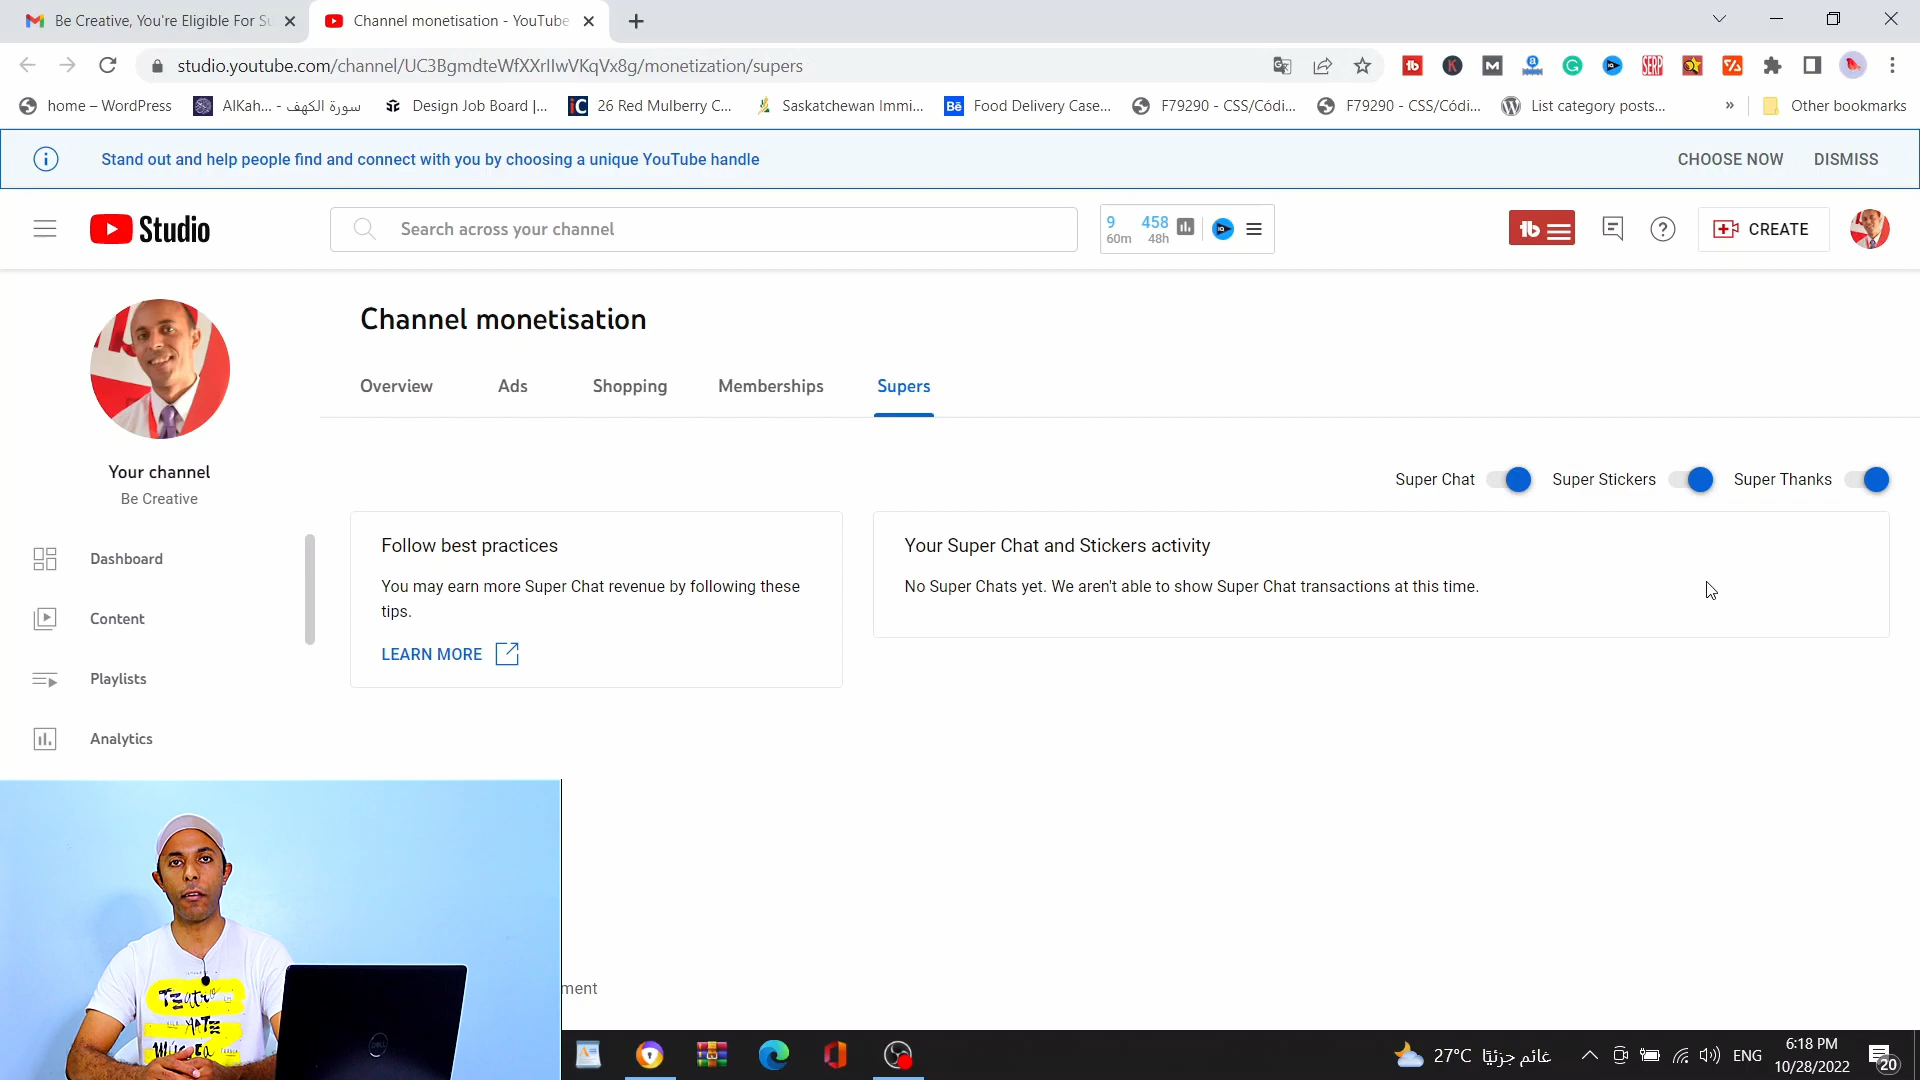 Be Creative, You're Eligible For Su
Channel monetisation - YouTube
studio.youtube.com/channel/UC3BgmdteWfXXrIIwVKqVx8g/monetization/supers
home – WordPress
AlKah... - سورة الكهف
Design Job Board |...
26 Red Mulberry C...
Saskatchewan Immi...
Food Delivery Case...
F79290 - CSS/Códi...
F79290 - CSS/Códi...
List category posts...
»
Other bookmarks
Stand out and help people find and connect with you by choosing a unique YouTube handle
CHOOSE NOW
DISMISS
Studio
Search across your channel
9 458
60m 48h
CREATE
Channel monetisation
Overview
Ads
Shopping
Memberships
Supers
Your channel
Be Creative
Super Chat
Super Stickers
Super Thanks
Follow best practices
You may earn more Super Chat revenue by following these
tips.
LEARN MORE
Your Super Chat and Stickers activity
No Super Chats yet. We aren't able to show Super Chat transactions at this time.
Dashboard
Content
Playlists
Analytics
ment
DELL
27°C غائم جزئيًا
ENG
6:18 PM
10/28/2022
20